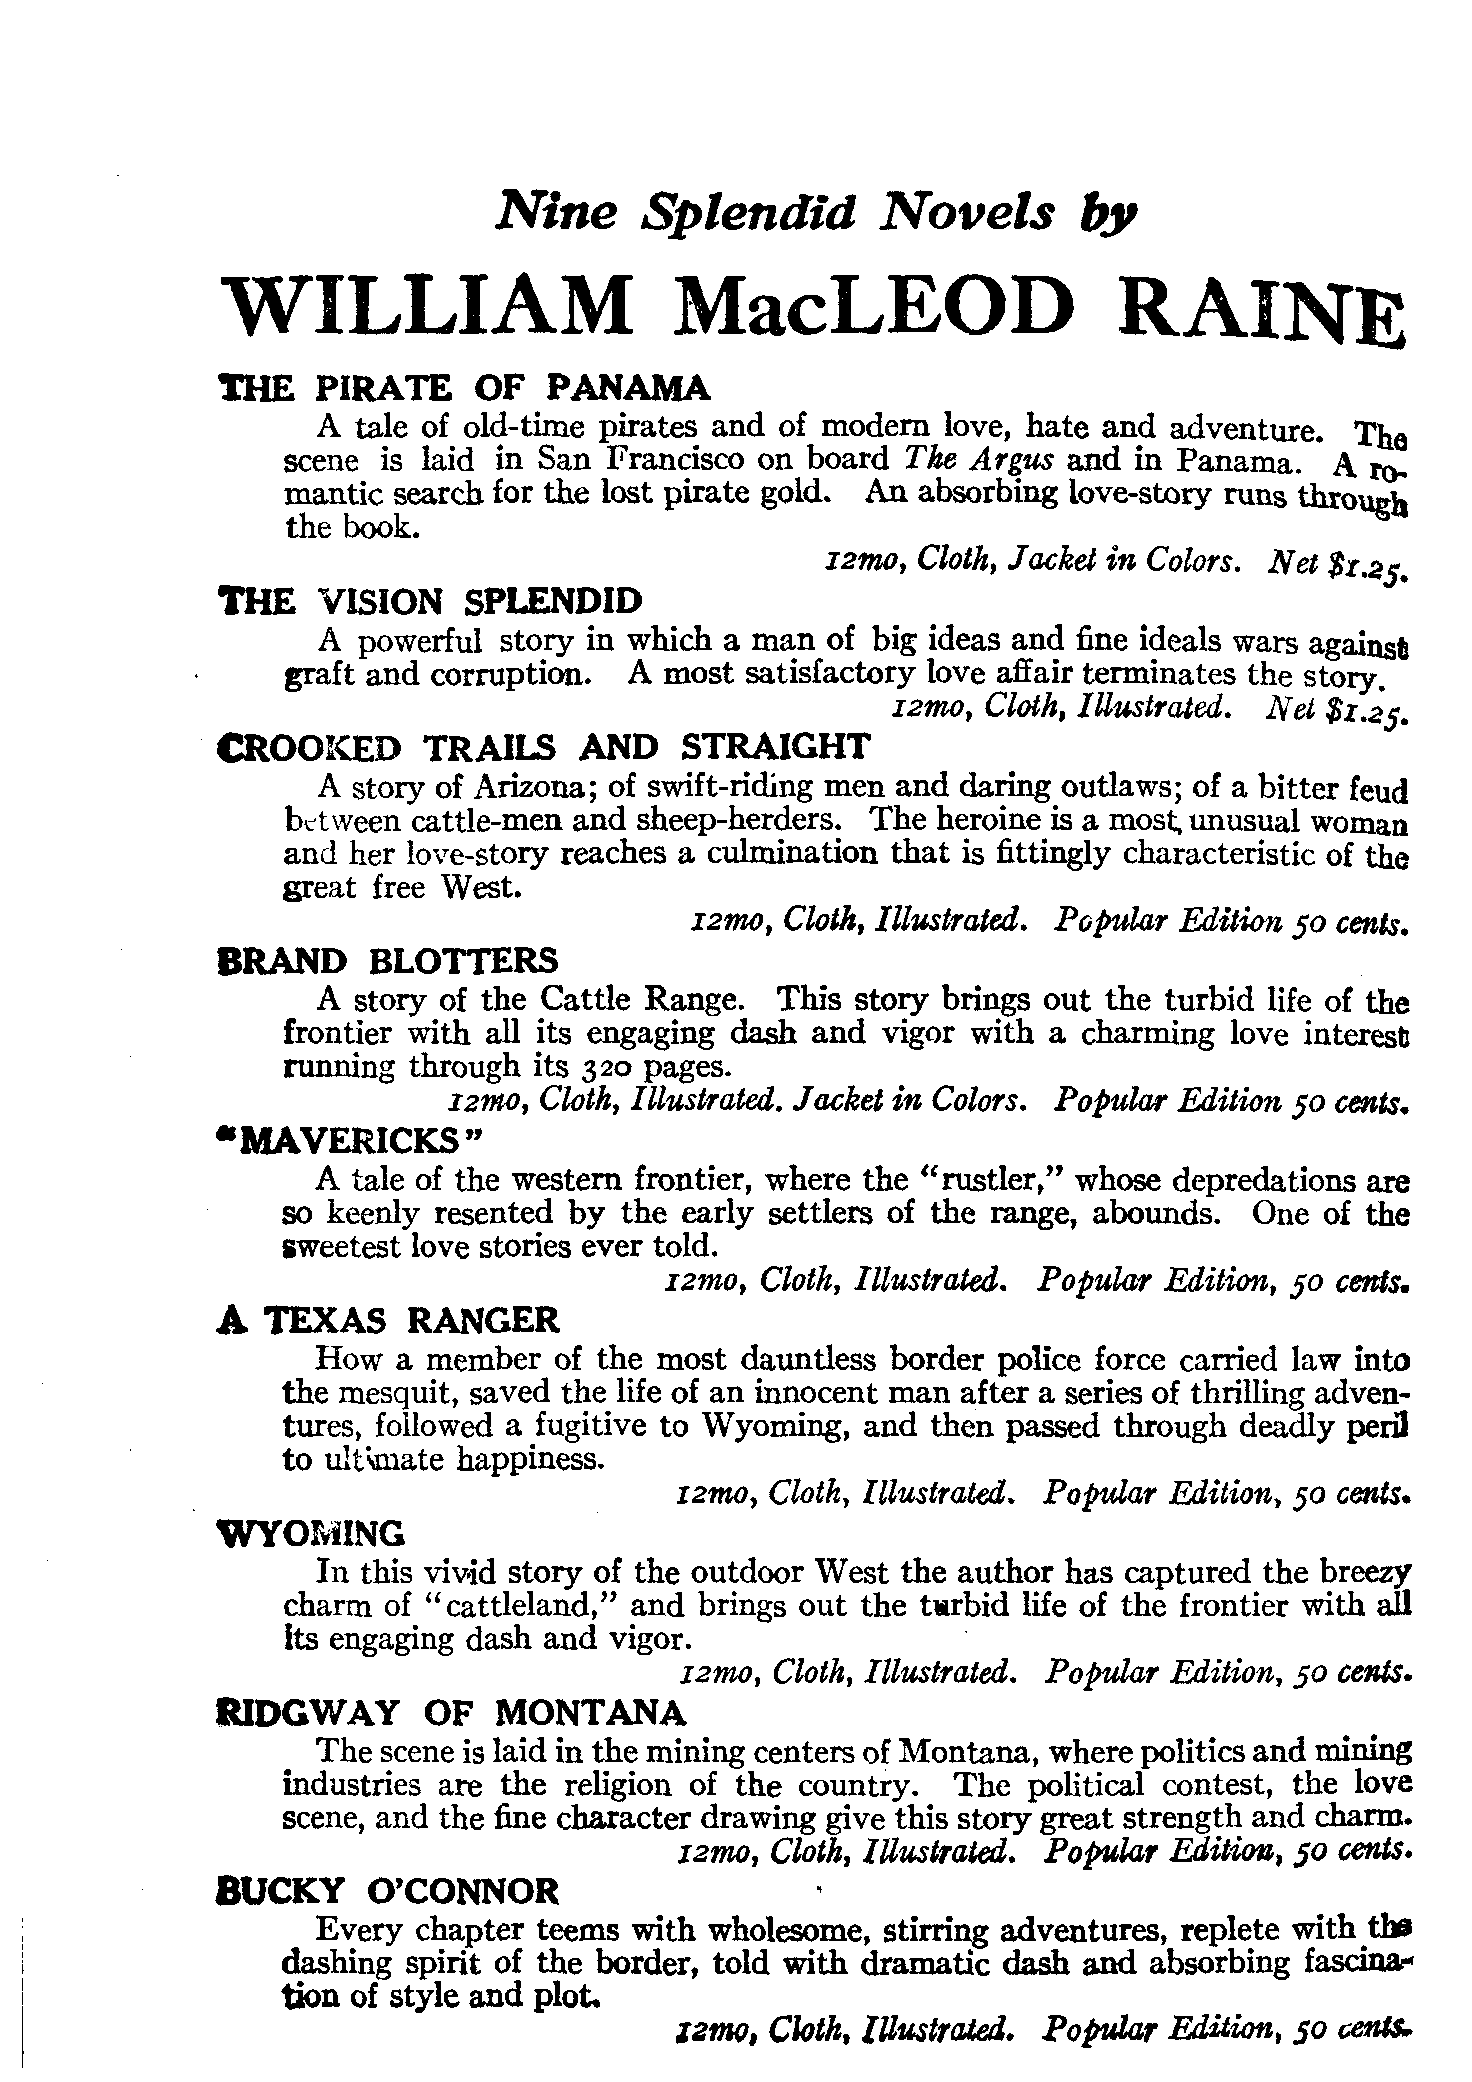 Nine Splendid Novels by
WILLIAM MacLEOD RAINE
THE PIRATE OF PANAMA
A tale of old-time pirates and of modern love, hate and adventure. The
scene is laid in San Francisco on board The Argus and in Panama. A ro-
mantic search for the lost pirate gold. An absorbing love-story runs through
the book.
12mo, Cloth, Jacket in Colors. Net $1.25.
THE VISION SPLENDID
A powerful story in which a man of big ideas and fine ideals wars against
graft and corruption. A most satisfactory love affair terminates the story.
12mo, Cloth, Illustrated. Net $1.25.
CROOKED TRAILS AND STRAIGHT
A story of Arizona; of swift-riding men and daring outlaws; of a bitter feud
between cattle-men and sheep-herders. The heroine is a most unusual woman
and her love-story reaches a culmination that is fittingly characteristic of the
great free West.
12mo, Cloth, Illustrated. Popular Edition 50 cents.
BRAND BLOTTERS
A story of the Cattle Range. This story brings out the turbid life of the
frontier with all its engaging dash and vigor with a charming love interest
running through its 320 pages.
12mo, Cloth, Illustrated. Jacket in Colors. Popular Edition 50 cents.
"MAVERICKS"
A tale of the western frontier, where the "rustler," whose depredations are
so keenly resented by the early settlers of the range, abounds. One of the
sweetest love stories ever told.
12mo, Cloth, Illustrated. Popular Edition, 50 cents.
A TEXAS RANGER
How a member of the most dauntless border police force carried law into
the mesquit, saved the life of an innocent man after a series of thrilling adven-
tures, followed a fugitive to Wyoming, and then passed through deadly peril
to ultimate happiness.
12mo, Cloth, Illustrated. Popular Edition, 50 cents.
WYOMING
In this vivid story of the outdoor West the author has captured the breezy
charm of "cattleland," and brings out the turbid life of the frontier with all
its engaging dash and vigor.
12mo, Cloth, Illustrated. Popular Edition, 50 cents.
RIDGWAY OF MONTANA
The scene is laid in the mining centers of Montana, where politics and mining
industries are the religion of the country. The political contest, the love
scene, and the fine character drawing give this story great strength and charm.
12mo, Cloth, Illustrated. Popular Edition, 50 cents.
BUCKY O'CONNOR
Every chapter teems with wholesome, stirring adventures, replete with the
dashing spirit of the border, told with dramatic dash and absorbing fascina-
tion of style and plot.
12mo, Cloth, Illustrated. Popular Edition, 50 cents.